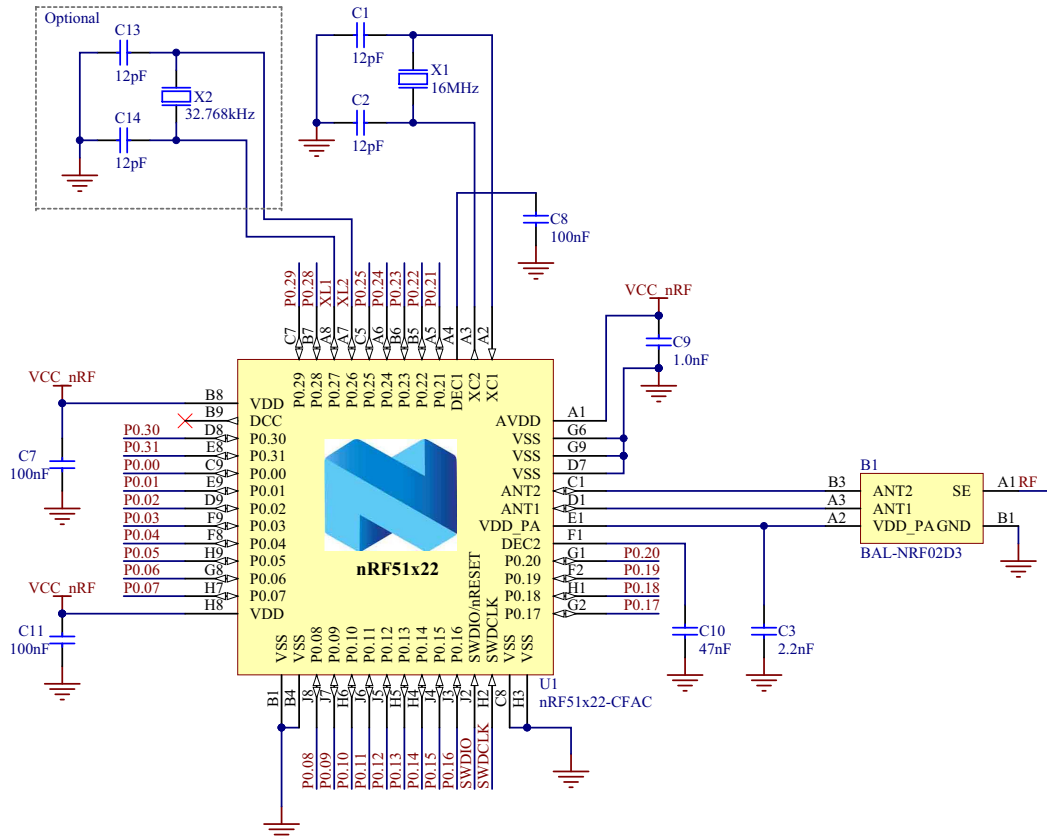 Optional
C13
12pF
X2
32.768kHz
C14
12pF
C1
12pF
X1
16MHz
C2
12pF
C8
100nF
P0.29
P0.28
XL1
XL2
P0.25
P0.24
P0.23
P0.22
P0.21
C7
B7
A8
A7
C5
A6
B6
B5
A5
A4
A3
A2
P0.29
P0.28
P0.27
P0.26
P0.25
P0.24
P0.23
P0.22
P0.21
DEC1
XC2
XC1
VCC_nRF
C9
1.0nF
VCC_nRF
C7
100nF
B8 VDD
B9 DCC
P0.30 D8 P0.30
P0.31 E8 P0.31
P0.00 C9 P0.00
P0.01 E9 P0.01
P0.02 D9 P0.02
P0.03 F9 P0.03
P0.04 F8 P0.04
P0.05 H9 P0.05
P0.06 G8 P0.06
P0.07 H7 P0.07
H8 VDD
VCC_nRF
C11
100nF
nRF51x22
AVDD A1
VSS G6
VSS G9
VSS D7
ANT2 C1
ANT1 D1
VDD_PA E1
DEC2 F1
P0.20 G1 P0.20
P0.19 F2 P0.19
P0.18 H1 P0.18
P0.17 G2 P0.17
B1
B3 ANT2 SE A1 RF
A3 ANT1
A2 VDD_PA GND B1
BAL-NRF02D3
C10
47nF
C3
2.2nF
VSS
VSS
P0.08
P0.09
P0.10
P0.11
P0.12
P0.13
P0.14
P0.15
P0.16
SWDIO/nRESET
SWDCLK
VSS
VSS
U1
nRF51x22-CFAC
B1
B4
J8
J7
H6
J6
J5
H5
H4
J4
J3
J2
H2
C8
H3
P0.08
P0.09
P0.10
P0.11
P0.12
P0.13
P0.14
P0.15
P0.16
SWDIO
SWDCLK